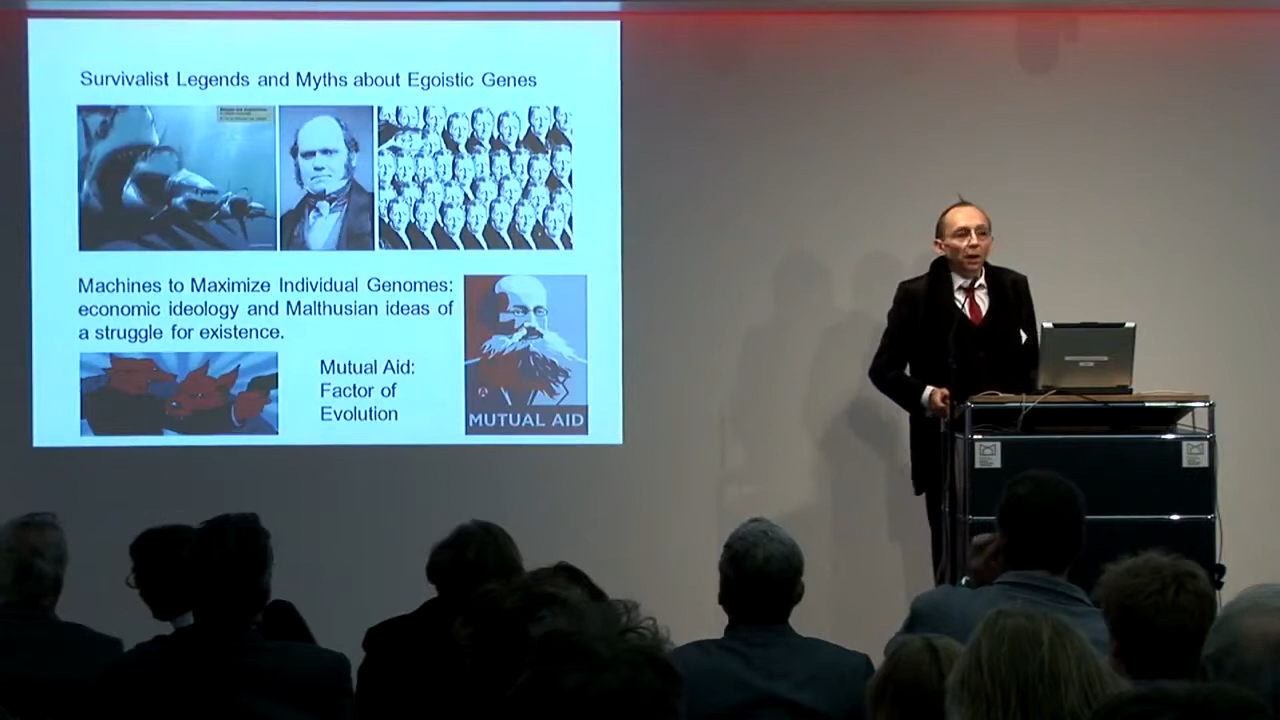 Survivalist Legends and Myths about Egoistic Genes
Machines to Maximize Individual Genomes:
economic ideology and Malthusian ideas of
a struggle for existence.
Mutual Aid:
Factor of
Evolution
MUTUAL AID